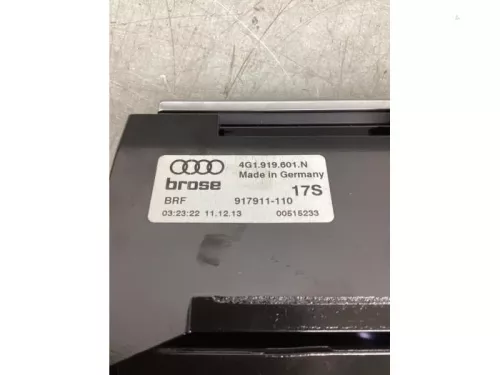 4G1.919.601.N
Made in Germany
brose
17S
BRF 917911-110
03:23:22 11.12.13 00515233